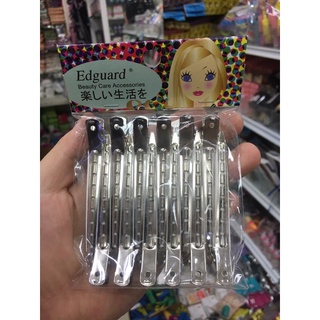 Edguard®
Beauty Care Accessories
楽しい生活を